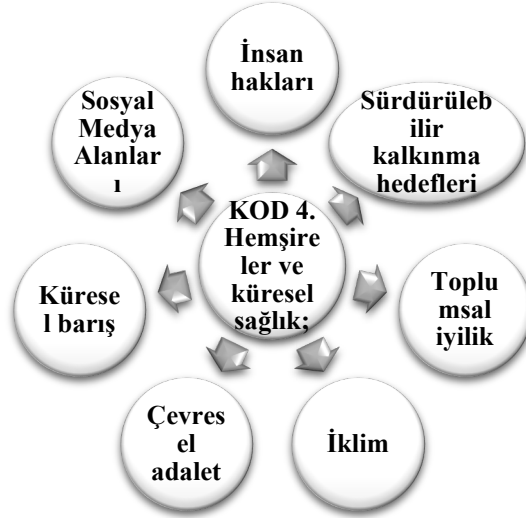 İnsan
hakları
Sürdürüleb
ilir
kalkınma
hedefleri
Toplu
msal
iyilik
İklim
Çevres
el
adalet
Kürese
l barış
Sosyal
Medya
Alanlar
ı
KOD 4.
Hemşire
ler ve
küresel
sağlık;